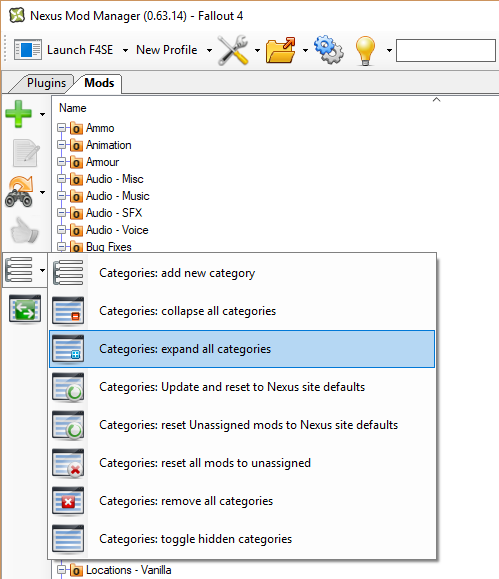 Nexus Mod Manager (0.63.14) - Fallout 4
Launch F4SE New Profile
Plugins Mods
Name
0 Ammo
0 Animation
0 Armour
0 Audio - Misc
0 Audio - Music
0 Audio - SFX
0 Audio - Voice
0 Bug Fixes
Categories: add new category
Categories: collapse all categories
Categories: expand all categories
Categories: Update and reset to Nexus site defaults
Categories: reset Unassigned mods to Nexus site defaults
Categories: reset all mods to unassigned
Categories: remove all categories
Categories: toggle hidden categories
0 Locations - Vanilla